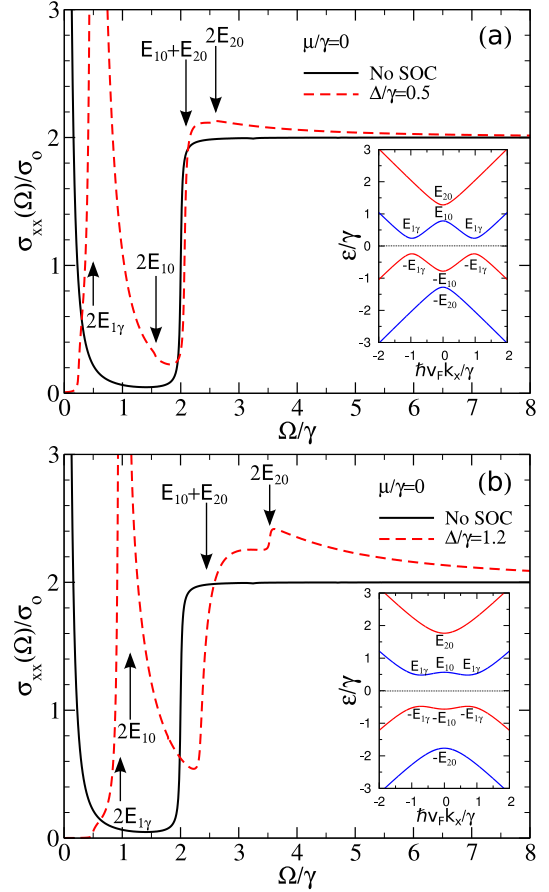 μ/γ=0
(a)
E₁₀+E₂₀
2E₂₀
No SOC
Δ/γ=0.5
3
2
1
0
σₓₓ(Ω)/σₒ
2E₁₀
2E₁ᵧ
3
2
1
0
-1
-2
-3
ε/γ
E₂₀
E₁ᵧ
E₁₀
E₁ᵧ
-E₁ᵧ
-E₁₀
-E₁ᵧ
-E₂₀
-2
-1
0
1
2
ħv_F kₓ/γ
0
1
2
3
4
5
6
7
8
Ω/γ
μ/γ=0
(b)
2E₂₀
E₁₀+E₂₀
No SOC
Δ/γ=1.2
3
2
1
0
σₓₓ(Ω)/σₒ
2E₁₀
2E₁ᵧ
3
2
1
0
-1
-2
-3
ε/γ
E₂₀
E₁ᵧ
E₁₀
E₁ᵧ
-E₁ᵧ
-E₁₀
-E₁ᵧ
-E₂₀
-2
-1
0
1
2
ħv_F kₓ/γ
0
1
2
3
4
5
6
7
8
Ω/γ